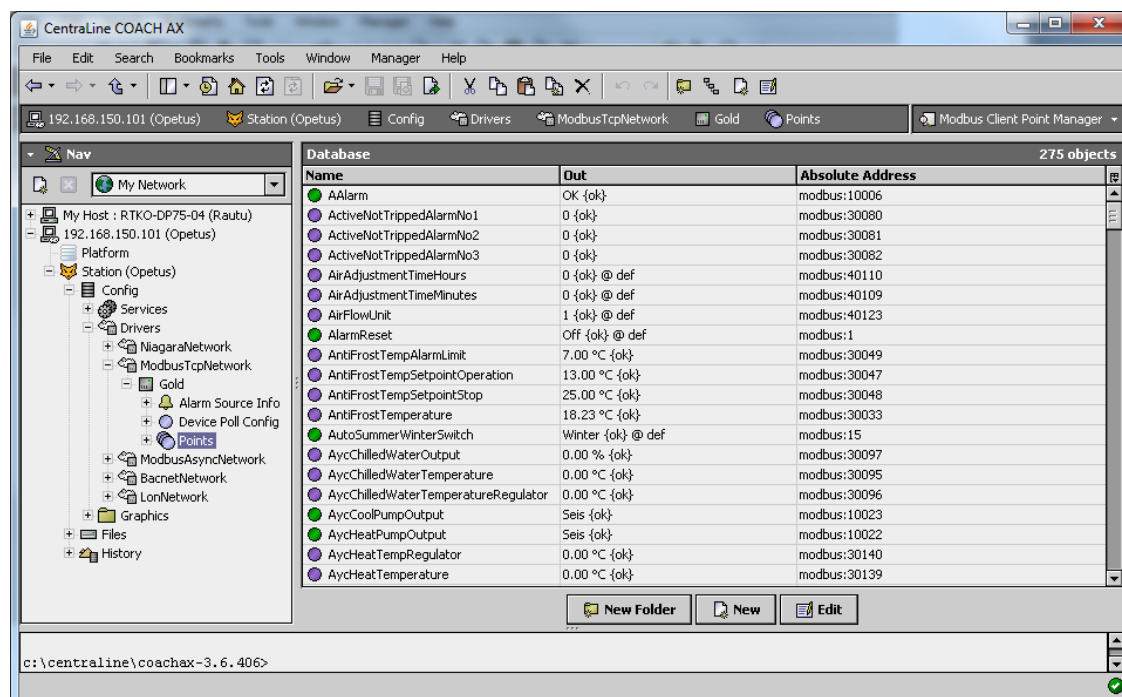 CentraLine COACH AX
File Edit Search Bookmarks Tools Window Manager Help
192.168.150.101 (Opetus) Station (Opetus) Config Drivers ModbusTcpNetwork Gold Points Modbus Client Point Manager
Nav
My Network
My Host : RTKO-DP75-04 (Rautu)
192.168.150.101 (Opetus)
Platform
Station (Opetus)
Config
Services
Drivers
NiagaraNetwork
ModbusTcpNetwork
Gold
Alarm Source Info
Device Poll Config
Points
ModbusAsyncNetwork
BacnetNetwork
LonNetwork
Graphics
Files
History
Database 275 objects
Name Out Absolute Address
AAlarm OK {ok} modbus:10006
ActiveNotTrippedAlarmNo1 0 {ok} modbus:30080
ActiveNotTrippedAlarmNo2 0 {ok} modbus:30081
ActiveNotTrippedAlarmNo3 0 {ok} modbus:30082
AirAdjustmentTimeHours 0 {ok} @ def modbus:40110
AirAdjustmentTimeMinutes 0 {ok} @ def modbus:40109
AirFlowUnit 1 {ok} @ def modbus:40123
AlarmReset Off {ok} @ def modbus:1
AntiFrostTempAlarmLimit 7.00 °C {ok} modbus:30049
AntiFrostTempSetpointOperation 13.00 °C {ok} modbus:30047
AntiFrostTempSetpointStop 25.00 °C {ok} modbus:30048
AntiFrostTemperature 18.23 °C {ok} modbus:30033
AutoSummerWinterSwitch Winter {ok} @ def modbus:15
AycChilledWaterOutput 0.00 % {ok} modbus:30097
AycChilledWaterTemperature 0.00 °C {ok} modbus:30095
AycChilledWaterTemperatureRegulator 0.00 °C {ok} modbus:30096
AycCoolPumpOutput Seis {ok} modbus:10023
AycHeatPumpOutput Seis {ok} modbus:10022
AycHeatTempRegulator 0.00 °C {ok} modbus:30140
AycHeatTemperature 0.00 °C {ok} modbus:30139
New Folder New Edit
c:\centraline\coachax-3.6.406>